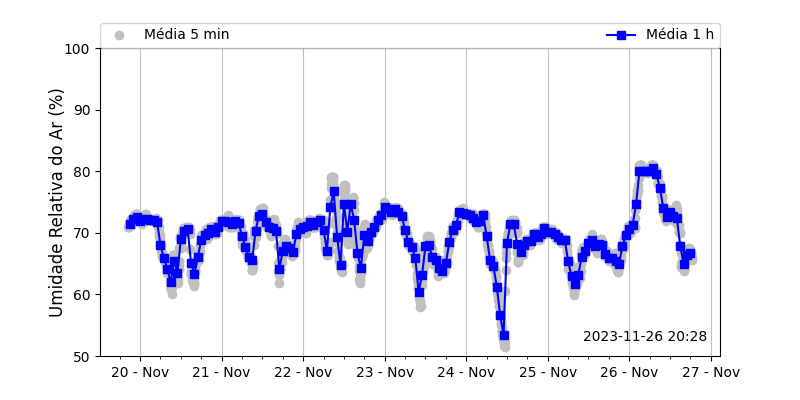 Média 5 min
Média 1 h
Umidade Relativa do Ar (%)
100
90
80
70
60
50
2023-11-26 20:28
20 - Nov
21 - Nov
22 - Nov
23 - Nov
24 - Nov
25 - Nov
26 - Nov
27 - Nov